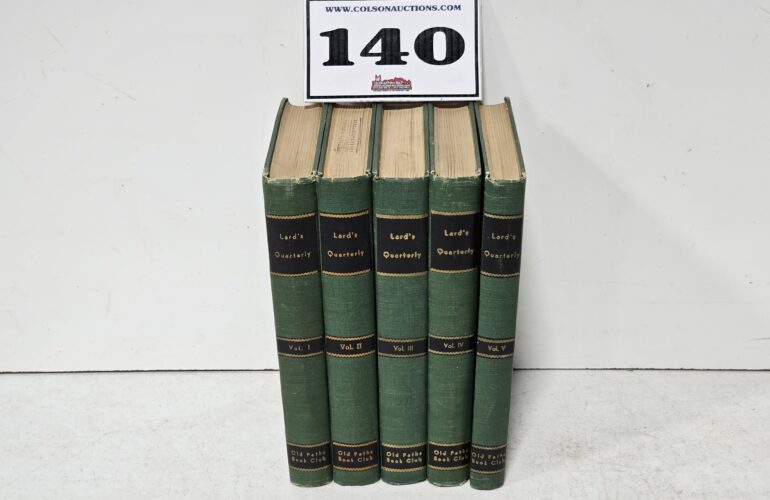 WWW.COLSONAUCTIONS.COM
140
Lord's
Quarterly
Vol. I
Old Paths
Book Club
Lord's
Quarterly
Vol. II
Old Paths
Book Club
Lord's
Quarterly
Vol. III
Old Paths
Book Club
Lord's
Quarterly
Vol. IV
Old Paths
Book Club
Lord's
Quarterly
Vol. V
Old Paths
Book Club